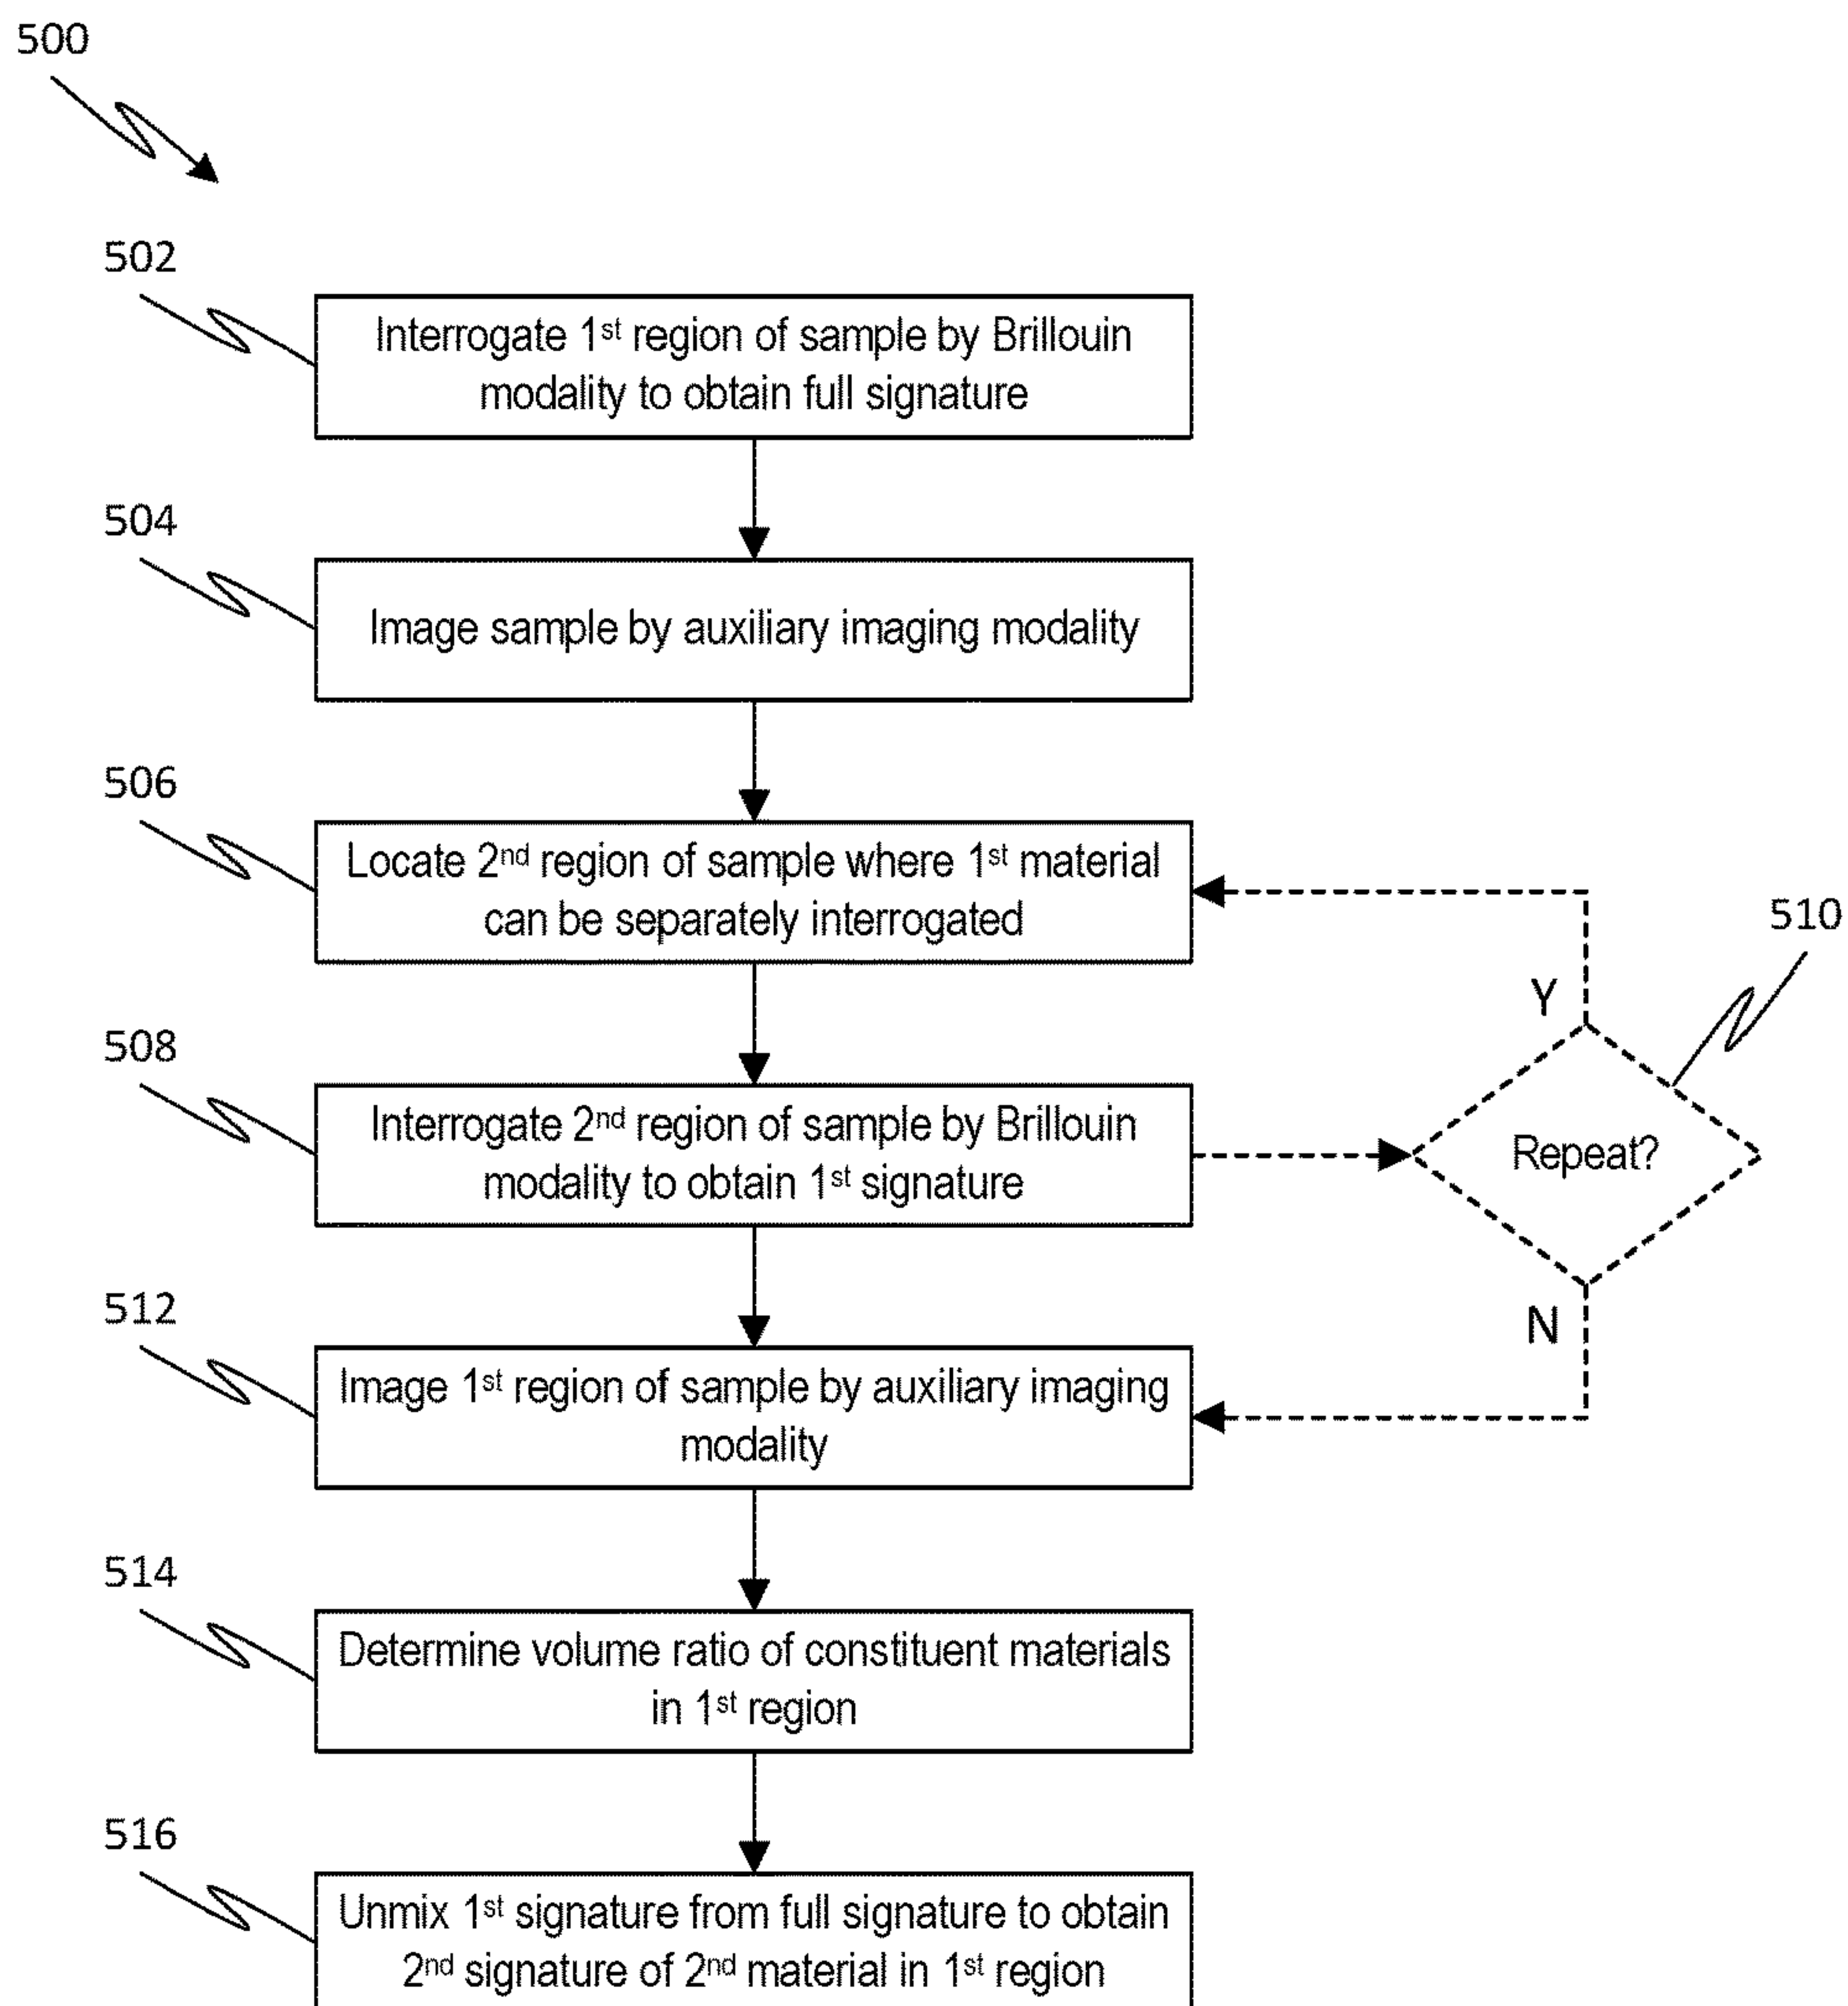 500
502
Interrogate 1st region of sample by Brillouin
modality to obtain full signature
504
Image sample by auxiliary imaging modality
506
Locate 2nd region of sample where 1st material
can be separately interrogated
510
Y
508
Interrogate 2nd region of sample by Brillouin
modality to obtain 1st signature
Repeat?
512
N
Image 1st region of sample by auxiliary imaging
modality
514
Determine volume ratio of constituent materials
in 1st region
516
Unmix 1st signature from full signature to obtain
2nd signature of 2nd material in 1st region